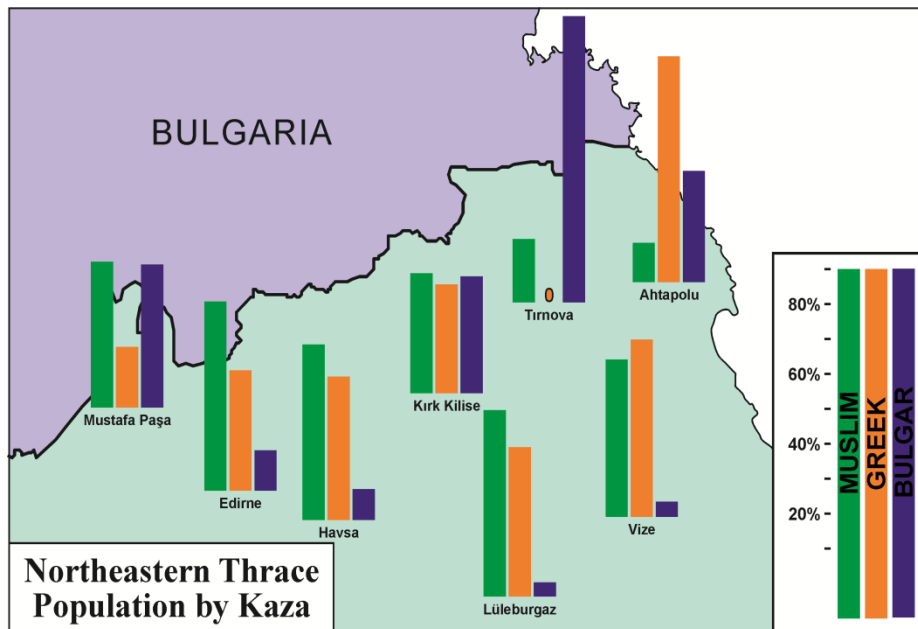 BULGARIA
0
Tırnova
Ahtapolu
Mustafa Paşa
Kırk Kilise
Edirne
Havsa
Lüleburgaz
Vize
80%
60%
40%
20%
MUSLIM
GREEK
BULGAR
Northeastern Thrace
Population by Kaza